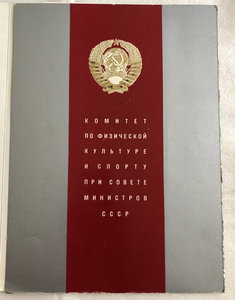 КОМИТЕТ
ПО ФИЗИЧЕСКОЙ
КУЛЬТУРЕ
И СПОРТУ
ПРИ СОВЕТЕ
МИНИСТРОВ
СССР